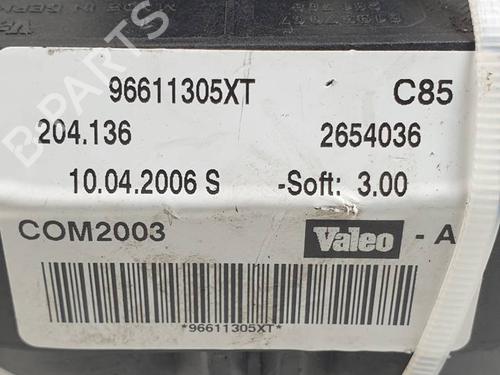 B-PARTS
96611305XT C85
204.136 2654036
10.04.2006 S -Soft: 3.00
COM2003 Valeo - A
*96611305XT*